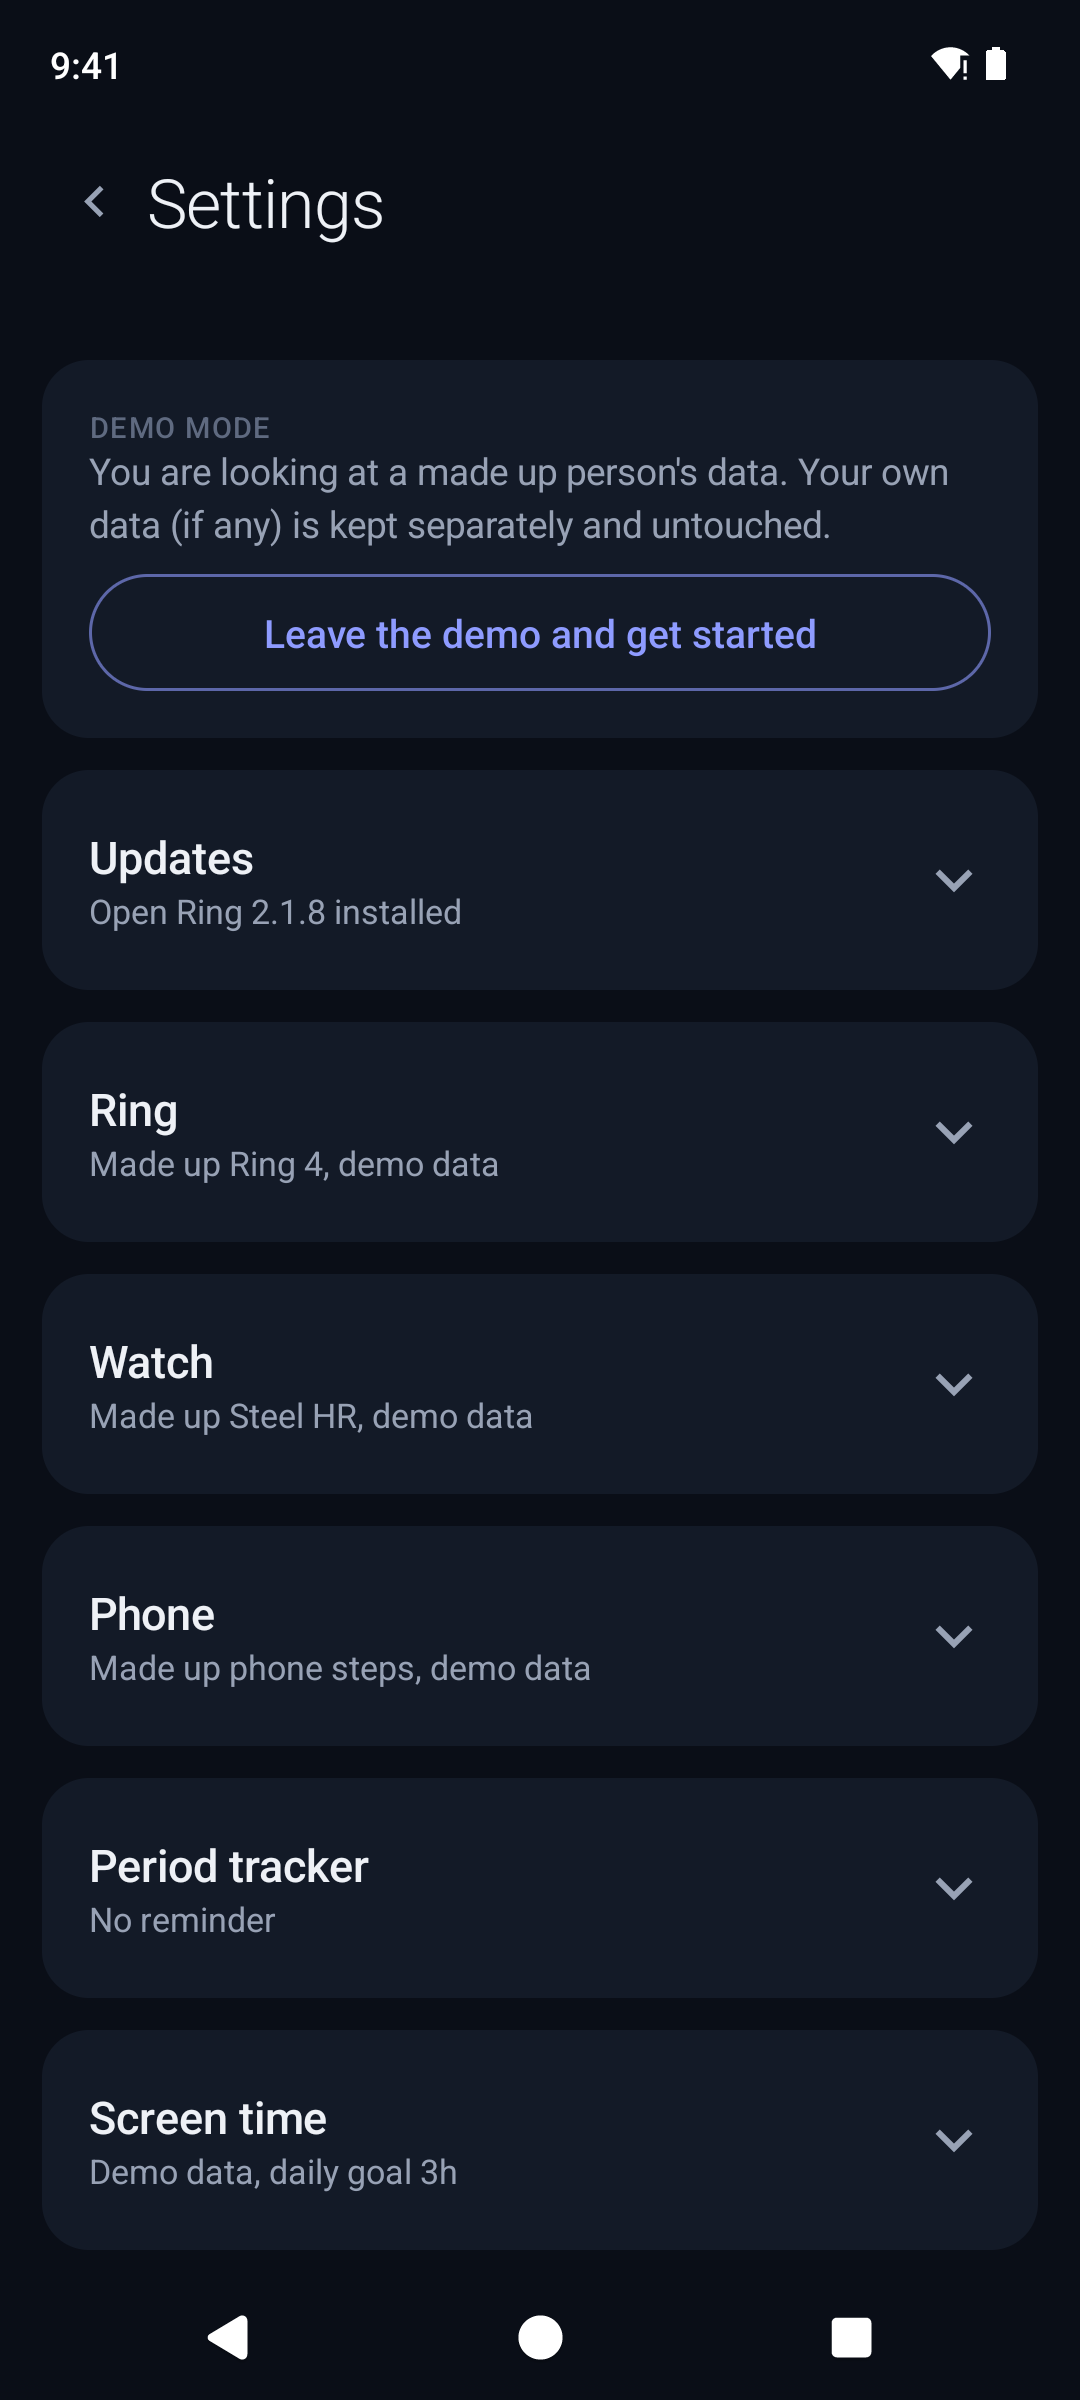 9:41
Settings
DEMO MODE
You are looking at a made up person's data. Your own
data (if any) is kept separately and untouched.
Leave the demo and get started
Updates
Open Ring 2.1.8 installed
Ring
Made up Ring 4, demo data
Watch
Made up Steel HR, demo data
Phone
Made up phone steps, demo data
Period tracker
No reminder
Screen time
Demo data, daily goal 3h